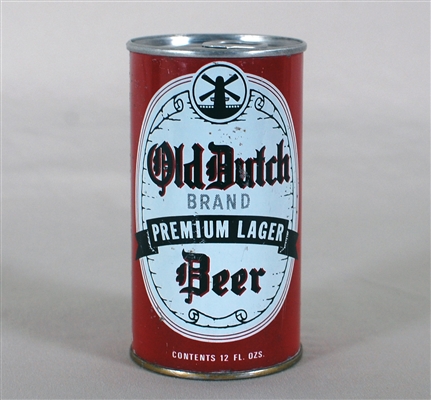 Old Dutch
BRAND
PREMIUM LAGER
Beer
CONTENTS 12 FL. OZS.